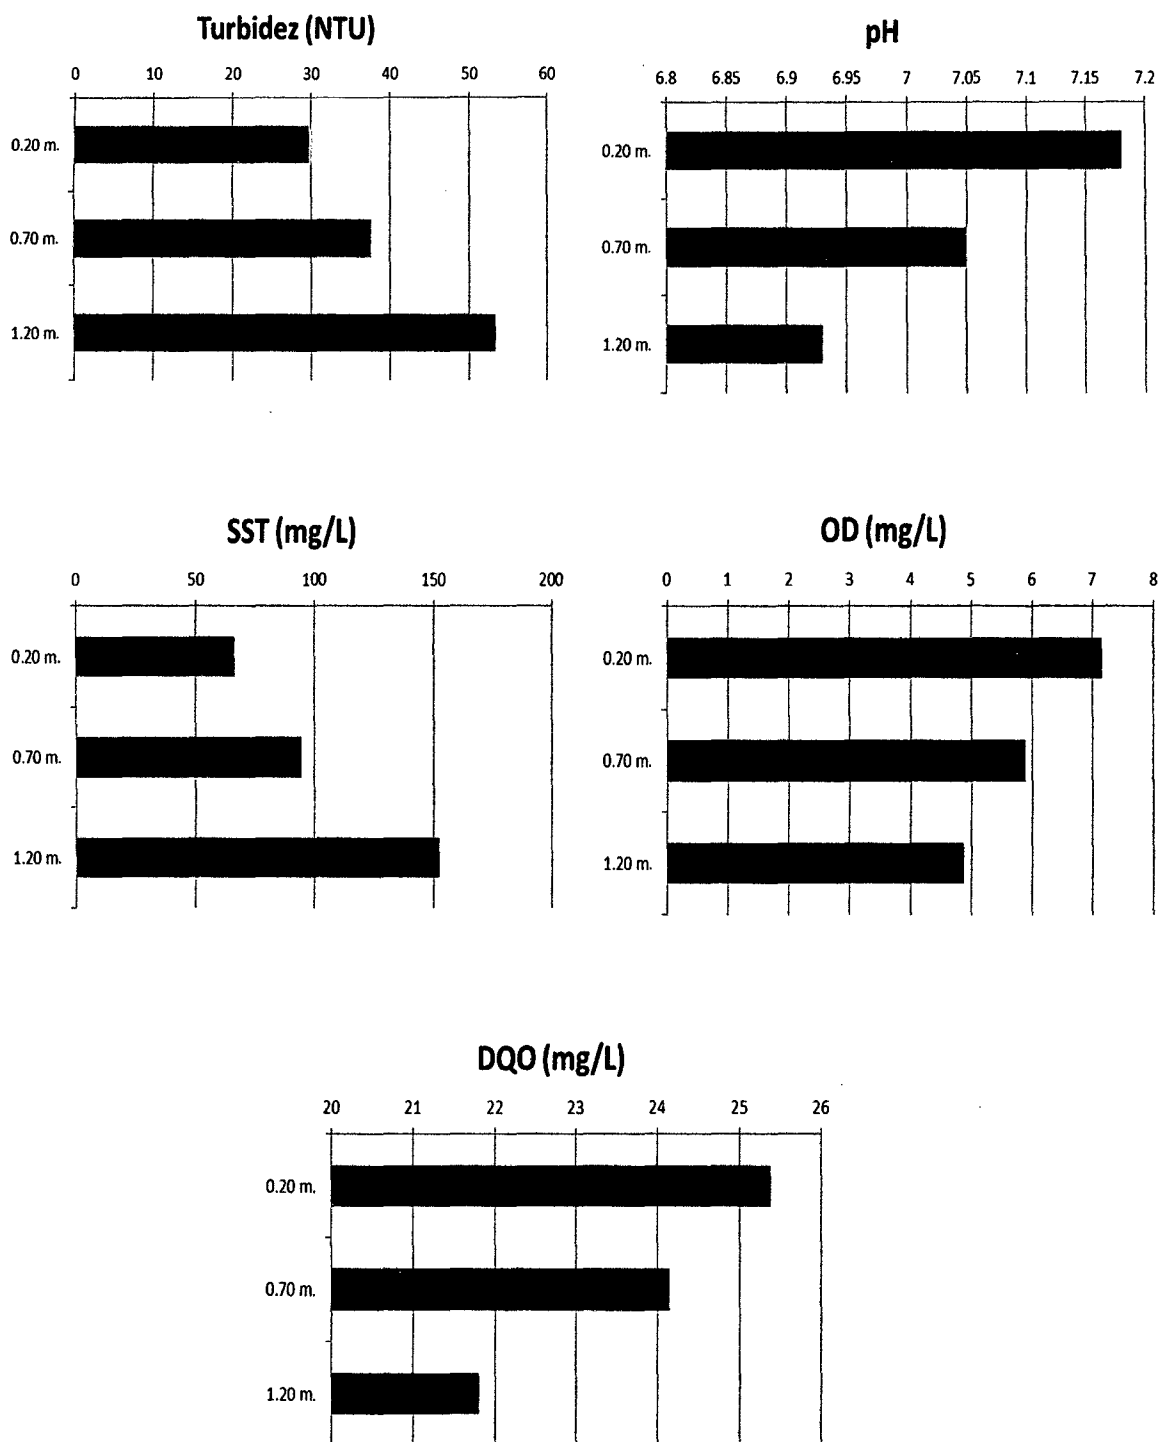 Turbidez (NTU)
0 10 20 30 40 50 60
0.20 m.
0.70 m.
1.20 m.
pH
6.8 6.85 6.9 6.95 7 7.05 7.1 7.15 7.2
0.20 m.
0.70 m.
1.20 m.
SST (mg/L)
0 50 100 150 200
0.20 m.
0.70 m.
1.20 m.
OD (mg/L)
0 1 2 3 4 5 6 7 8
0.20 m.
0.70 m.
1.20 m.
DQO (mg/L)
20 21 22 23 24 25 26
0.20 m.
0.70 m.
1.20 m.